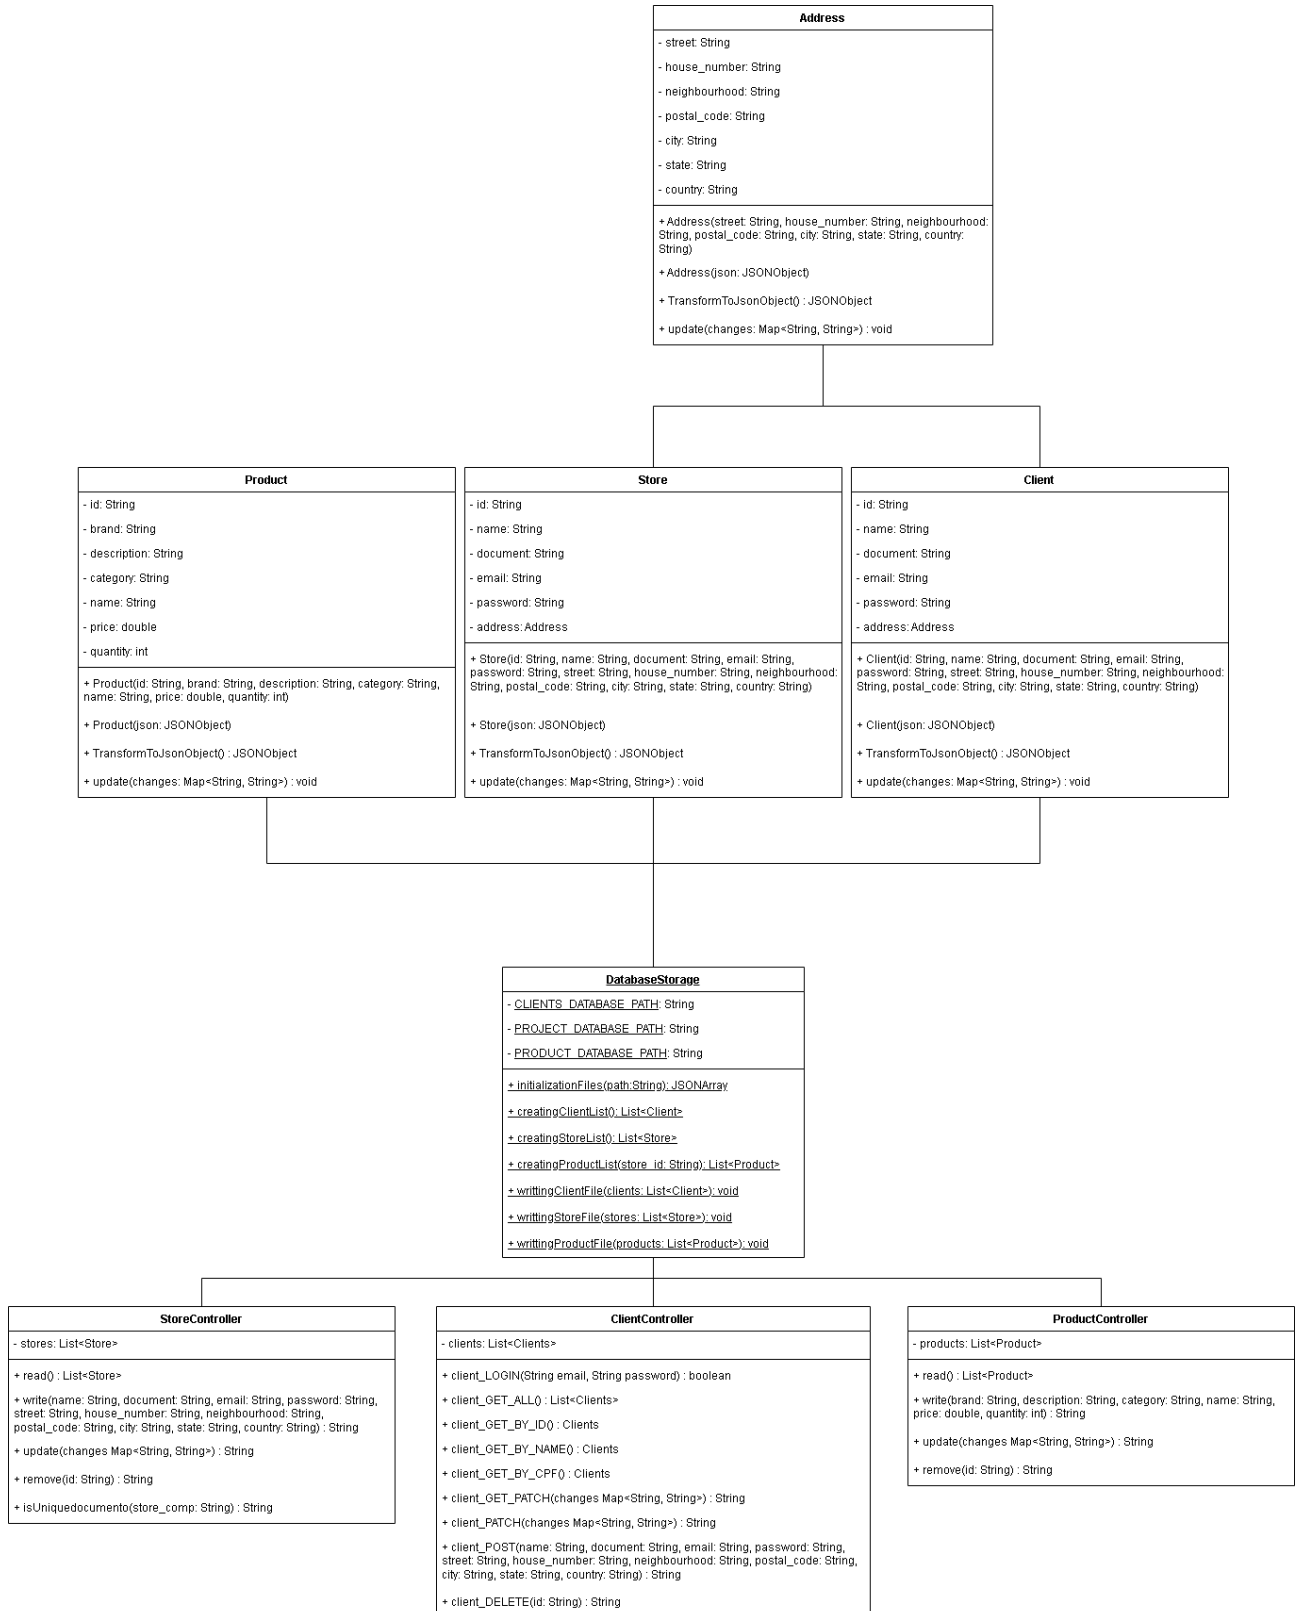 Address
- street: String
- house_number: String
- neighbourhood: String
- postal_code: String
- city: String
- state: String
- country: String
+ Address(street: String, house_number: String, neighbourhood:
String, postal_code: String, city: String, state: String, country:
String)
+ Address(json: JSONObject)
+ TransformToJsonObject() : JSONObject
+ update(changes: Map<String, String>) : void
Product
- id: String
- brand: String
- description: String
- category: String
- name: String
- price: double
- quantity: int
+ Product(id: String, brand: String, description: String, category: String,
name: String, price: double, quantity: int)
+ Product(json: JSONObject)
+ TransformToJsonObject() : JSONObject
+ update(changes: Map<String, String>) : void
Store
- id: String
- name: String
- document: String
- email: String
- password: String
- address: Address
+ Store(id: String, name: String, document: String, email: String,
password: String, street: String, house_number: String, neighbourhood:
String, postal_code: String, city: String, state: String, country: String)
+ Store(json: JSONObject)
+ TransformToJsonObject() : JSONObject
+ update(changes: Map<String, String>) : void
Client
- id: String
- name: String
- document: String
- email: String
- password: String
- address: Address
+ Client(id: String, name: String, document: String, email: String,
password: String, street: String, house_number: String, neighbourhood:
String, postal_code: String, city: String, state: String, country: String)
+ Client(json: JSONObject)
+ TransformToJsonObject() : JSONObject
+ update(changes: Map<String, String>) : void
DatabaseStorage
- CLIENTS_DATABASE_PATH: String
- PROJECT_DATABASE_PATH: String
- PRODUCT_DATABASE_PATH: String
+ initializationFiles(path:String): JSONArray
+ creatingClientList(): List<Client>
+ creatingStoreList(): List<Store>
+ creatingProductList(store_id: String): List<Product>
+ writtingClientFile(clients: List<Client>): void
+ writtingStoreFile(stores: List<Store>): void
+ writtingProductFile(products: List<Product>): void
StoreController
- stores: List<Store>
+ read() : List<Store>
+ write(name: String, document: String, email: String, password: String,
street: String, house_number: String, neighbourhood: String,
postal_code: String, city: String, state: String, country: String) : String
+ update(changes Map<String, String>) : String
+ remove(id: String) : String
+ isUniquedocumento(store_comp: String) : String
ClientController
- clients: List<Clients>
+ client_LOGIN(String email, String password) : boolean
+ client_GET_ALL() : List<Clients>
+ client_GET_BY_ID() : Clients
+ client_GET_BY_NAME() : Clients
+ client_GET_BY_CPF() : Clients
+ client_GET_PATCH(changes Map<String, String>) : String
+ client_PATCH(changes Map<String, String>) : String
+ client_POST(name: String, document: String, email: String, password: String,
street: String, house_number: String, neighbourhood: String, postal_code: String,
city: String, state: String, country: String) : String
+ client_DELETE(id: String) : String
ProductController
- products: List<Product>
+ read() : List<Product>
+ write(brand: String, description: String, category: String, name: String,
price: double, quantity: int) : String
+ update(changes Map<String, String>) : String
+ remove(id: String) : String